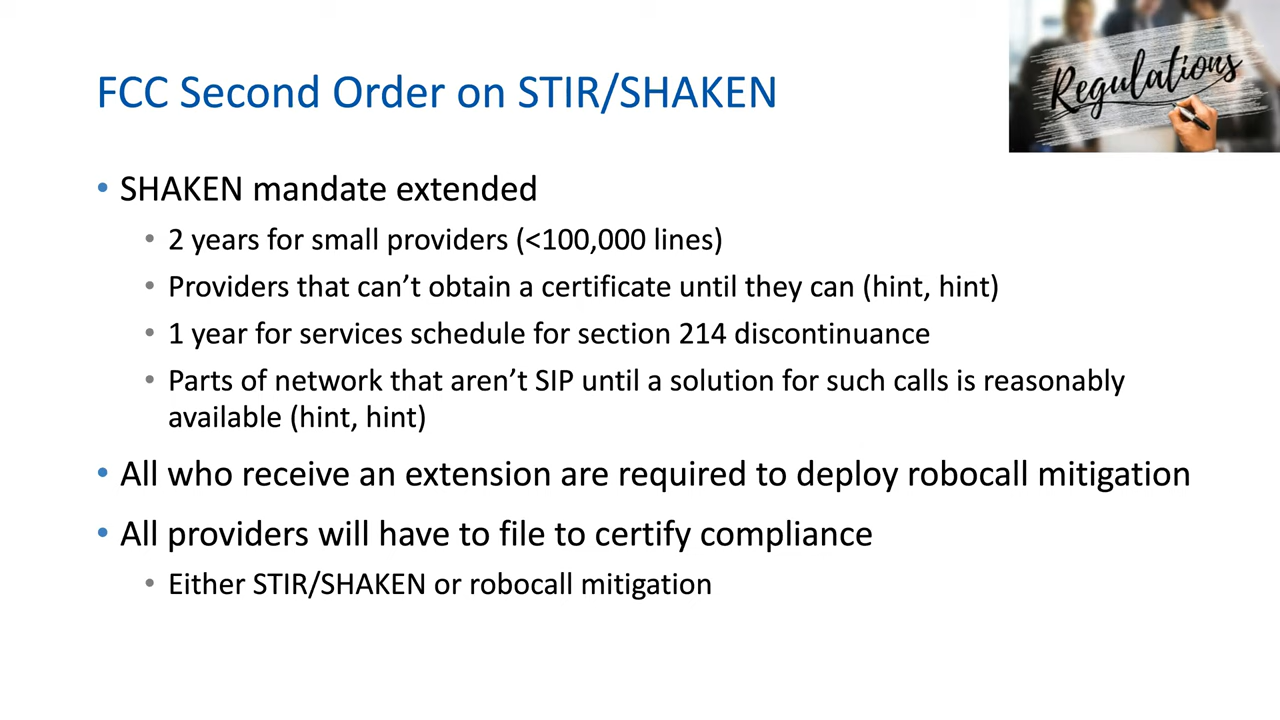 Regulations
FCC Second Order on STIR/SHAKEN
• SHAKEN mandate extended
• 2 years for small providers (<100,000 lines)
• Providers that can’t obtain a certificate until they can (hint, hint)
• 1 year for services schedule for section 214 discontinuance
• Parts of network that aren’t SIP until a solution for such calls is reasonably
available (hint, hint)
• All who receive an extension are required to deploy robocall mitigation
• All providers will have to file to certify compliance
• Either STIR/SHAKEN or robocall mitigation